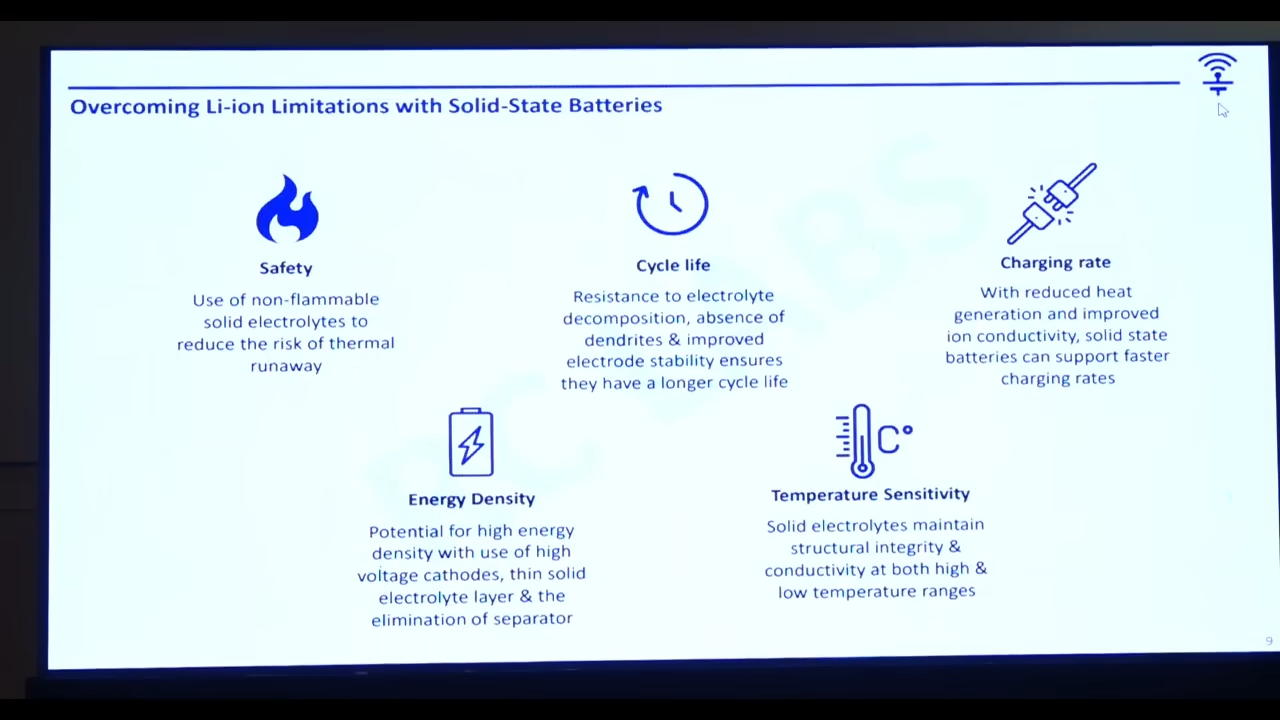 Overcoming Li-ion Limitations with Solid-State Batteries
Safety
Use of non-flammable
solid electrolytes to
reduce the risk of thermal
runaway
Cycle life
Resistance to electrolyte
decomposition, absence of
dendrites & improved
electrode stability ensures
they have a longer cycle life
Charging rate
With reduced heat
generation and improved
ion conductivity, solid state
batteries can support faster
charging rates
Energy Density
Potential for high energy
density with use of high
voltage cathodes, thin solid
electrolyte layer & the
elimination of separator
C°
Temperature Sensitivity
Solid electrolytes maintain
structural integrity &
conductivity at both high &
low temperature ranges
9